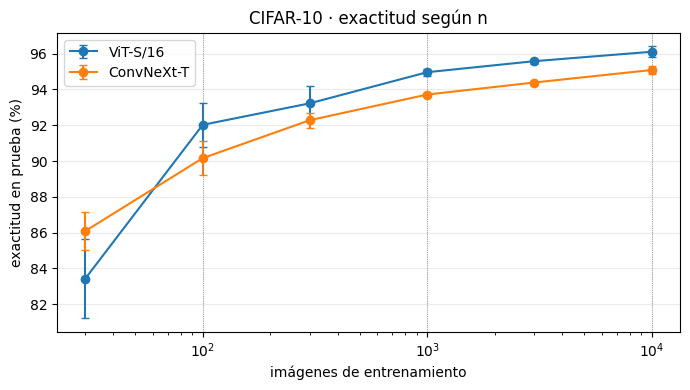 CIFAR-10 · exactitud según n
ViT-S/16
ConvNeXt-T
exactitud en prueba (%)
96
94
92
90
88
86
84
82
10²
10³
10⁴
imágenes de entrenamiento